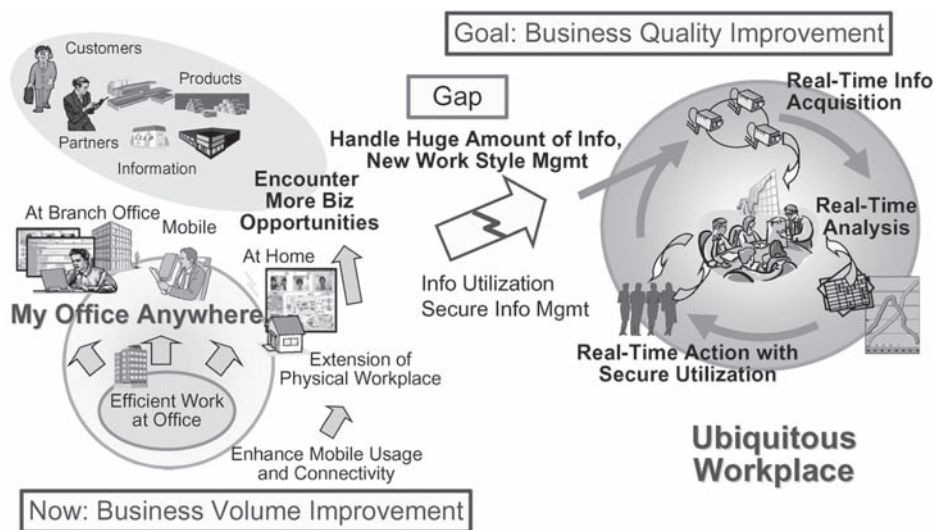 Goal: Business Quality Improvement
Customers
Products
Partners
Information
Gap
Handle Huge Amount of Info,
New Work Style Mgmt
Real-Time Info
Acquisition
Encounter
More Biz
Opportunities
At Branch Office
Mobile
At Home
Real-Time
Analysis
My Office Anywhere
Info Utilization
Secure Info Mgmt
Extension of
Physical Workplace
Real-Time Action with
Secure Utilization
Efficient Work
at Office
Enhance Mobile Usage
and Connectivity
Ubiquitous
Workplace
Now: Business Volume Improvement